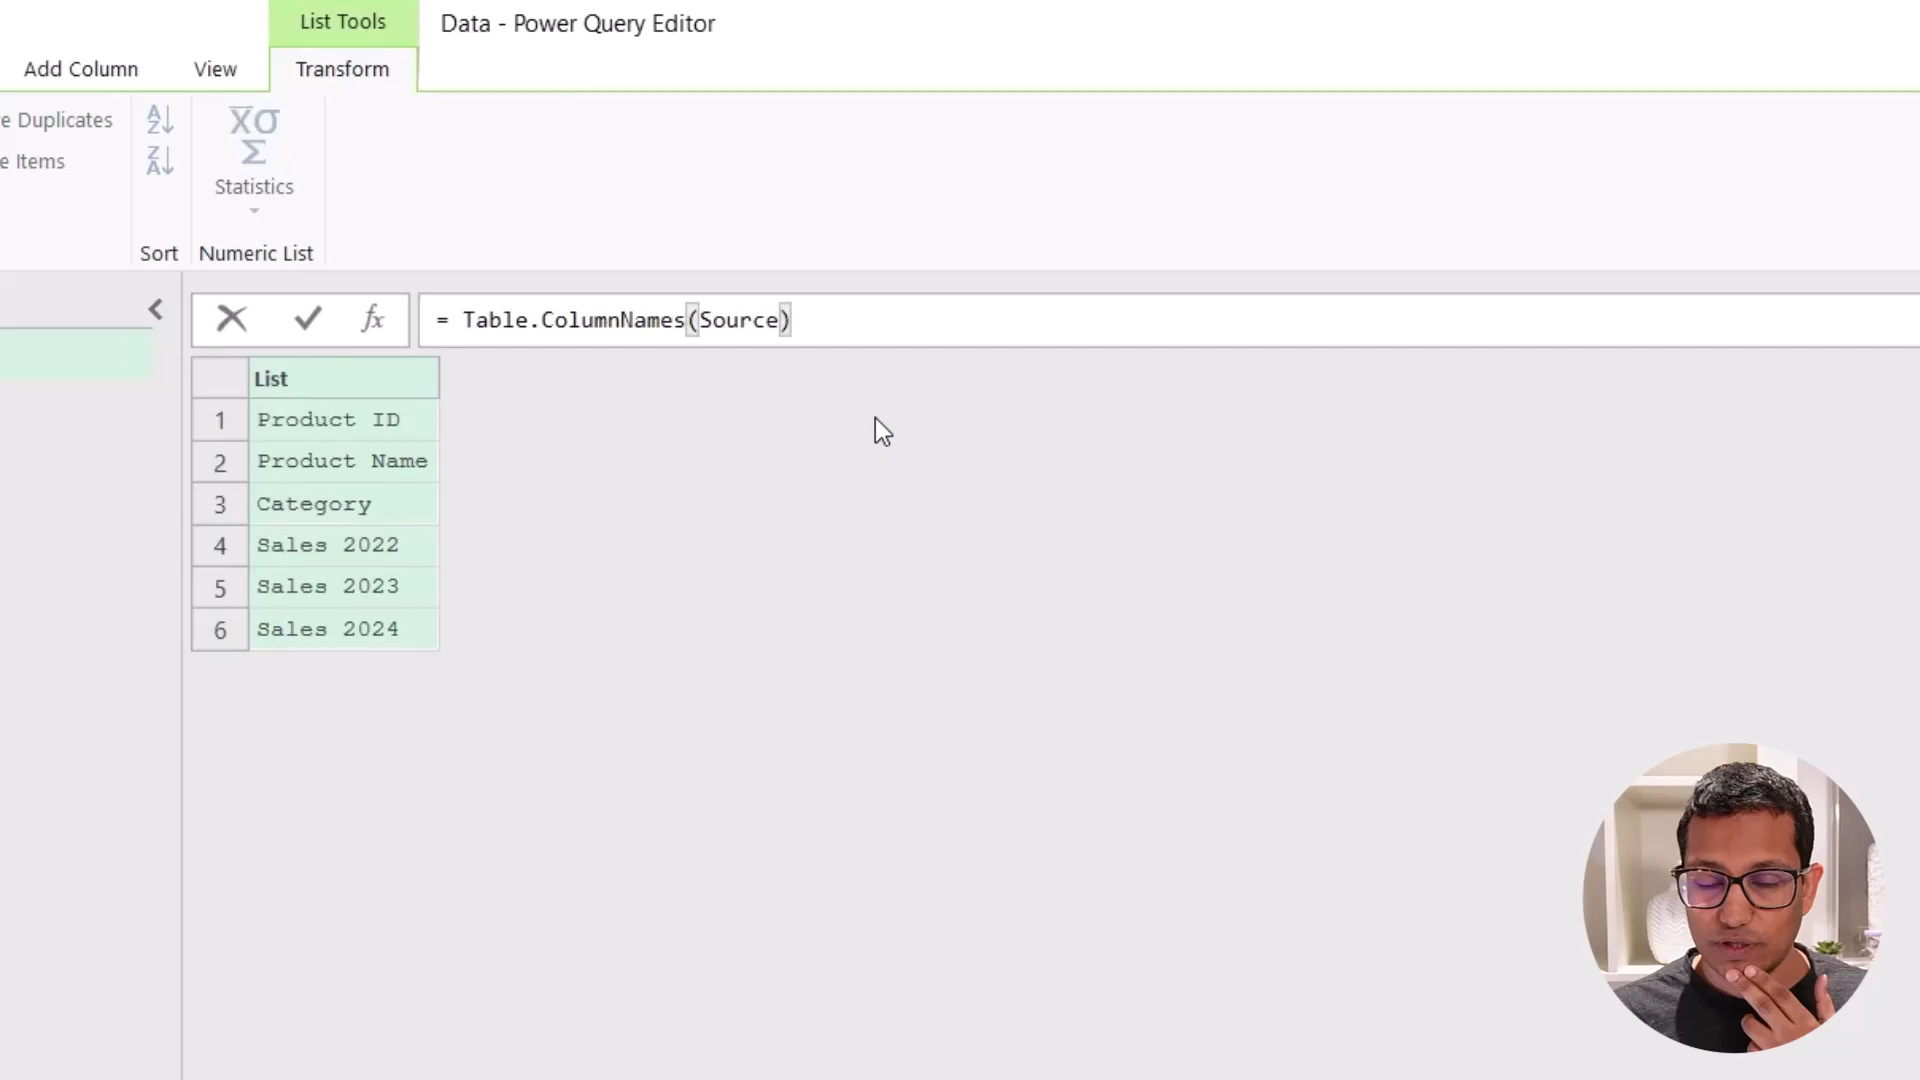 List Tools
Data - Power Query Editor
Add Column
View
Transform
e Duplicates
e Items
A
Z
Z
A
X̅σ
Σ
Statistics
Sort
Numeric List
fx
= Table.ColumnNames(Source)
List
1 Product ID
2 Product Name
3 Category
4 Sales 2022
5 Sales 2023
6 Sales 2024